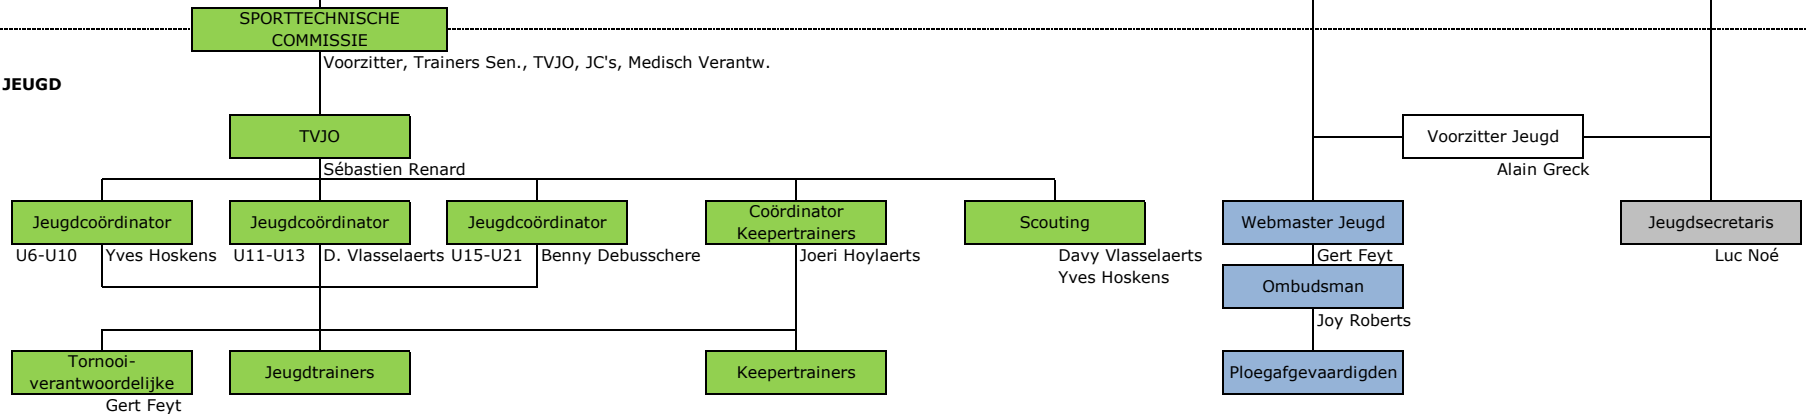 SPORTTECHNISCHE
COMMISSIE
Voorzitter, Trainers Sen., TVJO, JC's, Medisch Verantw.
JEUGD
TVJO
Voorzitter Jeugd
Sébastien Renard
Alain Greck
Jeugdcoördinator
Jeugdcoördinator
Jeugdcoördinator
Coördinator
Keepertrainers
Scouting
Webmaster Jeugd
Jeugdsecretaris
U6-U10 Yves Hoskens
U11-U13 D. Vlasselaerts
U15-U21 Benny Debusschere
Joeri Hoylaerts
Davy Vlasselaerts
Yves Hoskens
Gert Feyt
Luc Noé
Ombudsman
Joy Roberts
Tornooi-
verantwoordelijke
Jeugdtrainers
Keepertrainers
Ploegafgevaardigden
Gert Feyt